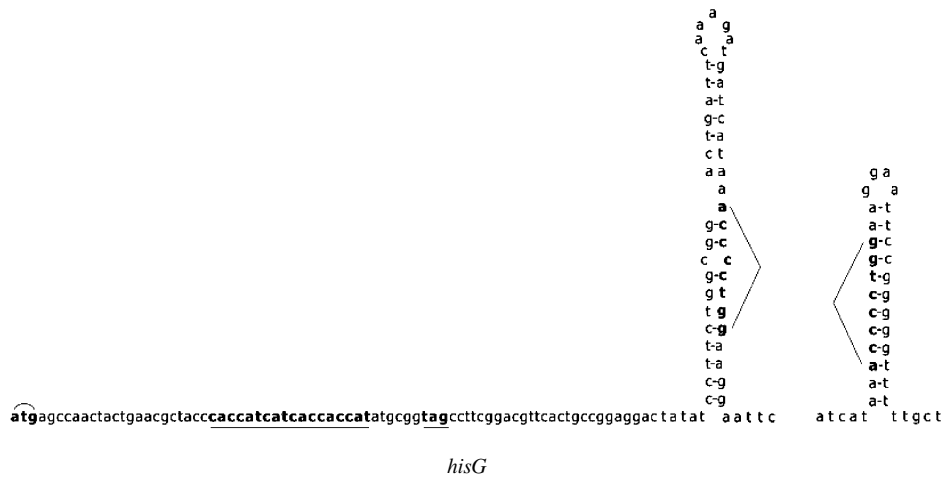 a
a g
a a
c t
t-g
t-a
a-t
g-c
t-a
c t
a a g a
a g a
a a-t
g-c a-t
g-c g-c
c c g-c
g-c t-g
g t c-g
t g c-g
c-g c-g
t-a c-g
t-a a-t
c-g a-t
c-g a-t
atgagccaactactgaacgctacccaccatcatcaccaccatatgcggtagccttcggacgttcactgccggaggactatat aattc atcat ttgct
hisG